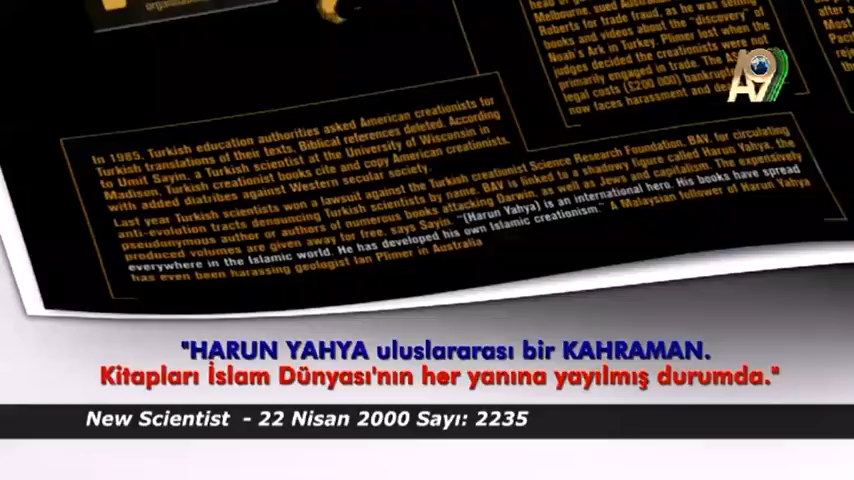 head of
Melbourne, sued Australian
Roberts for trade fraud, as he was selling
books and videos about the "discovery" of
Noah's Ark in Turkey. Plimer lost when the
judges decided the creationists were not
primarily engaged in trade. The
legal costs (£200 000) bankrupted
now faces harassment and
In 1985, Turkish education authorities asked American creationists for
Turkish translations of their texts, Biblical references deleted. According
to Umit Sayin, a Turkish scientist at the University of Wisconsin in
Madison, Turkish creationist books cite and copy American creationists,
with added diatribes against Western secular society.
Last year Turkish scientists won a lawsuit against the Turkish creationist Science Research Foundation, BAV, for circulating
anti-evolution tracts denouncing Turkish scientists by name. BAV is linked to a shadowy figure called Harun Yahya, the
pseudonymous author or authors of numerous books attacking Darwin, as well as Jews and capitalism. The expensively
produced volumes are given away for free, says Sayin. "(Harun Yahya) is an international hero. His books have spread
everywhere in the Islamic world. He has developed his own Islamic creationism." A Malaysian follower of Harun Yahya
has even been harassing geologist Ian Plimer in Australia
A9
"HARUN YAHYA uluslararası bir KAHRAMAN.
Kitapları İslam Dünyası'nın her yanına yayılmış durumda."
New Scientist - 22 Nisan 2000 Sayı: 2235